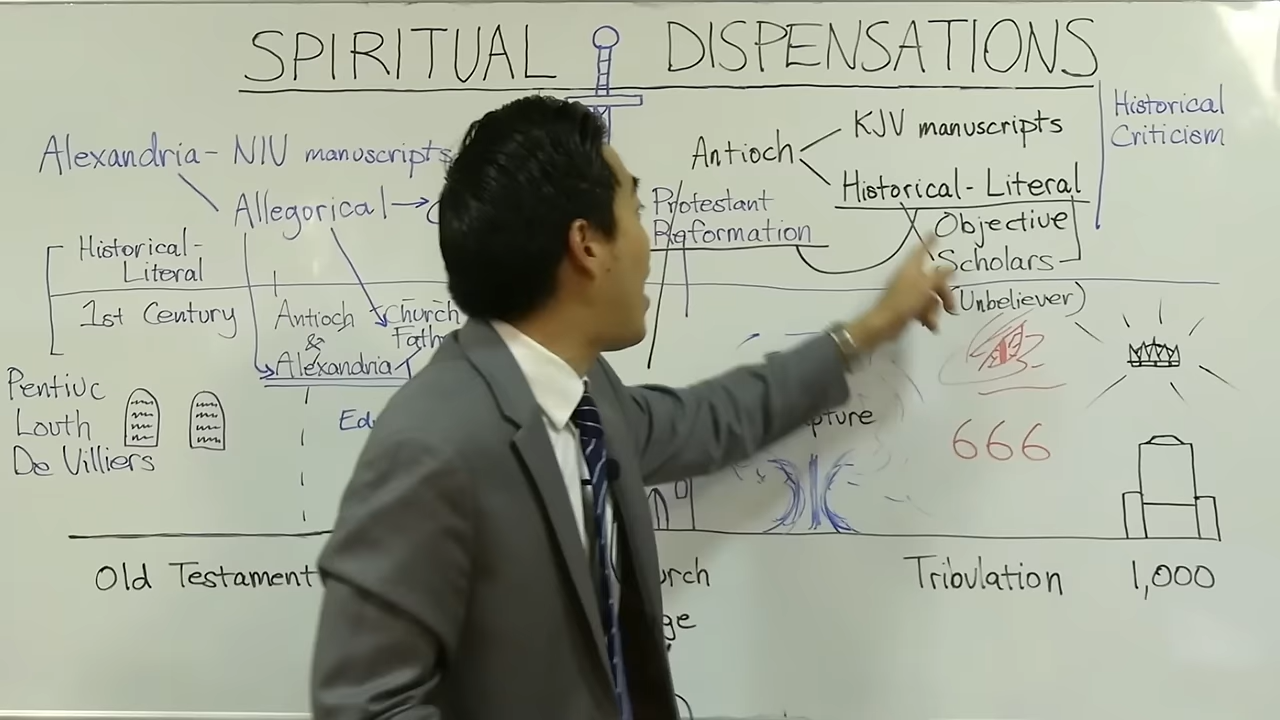 SPIRITUAL DISPENSATIONS
Alexandria - NIV manuscripts
Allegorical
Antioch
KJV manuscripts
Historical - Literal
Historical
Criticism
Protestant
Reformation
Objective
Scholars
(Unbeliever)
Historical -
Literal
1st Century
Antioch
&
Alexandria
Church
Pentiuc
Louth
De Villiers
666
Old Testament
Tribulation
1,000